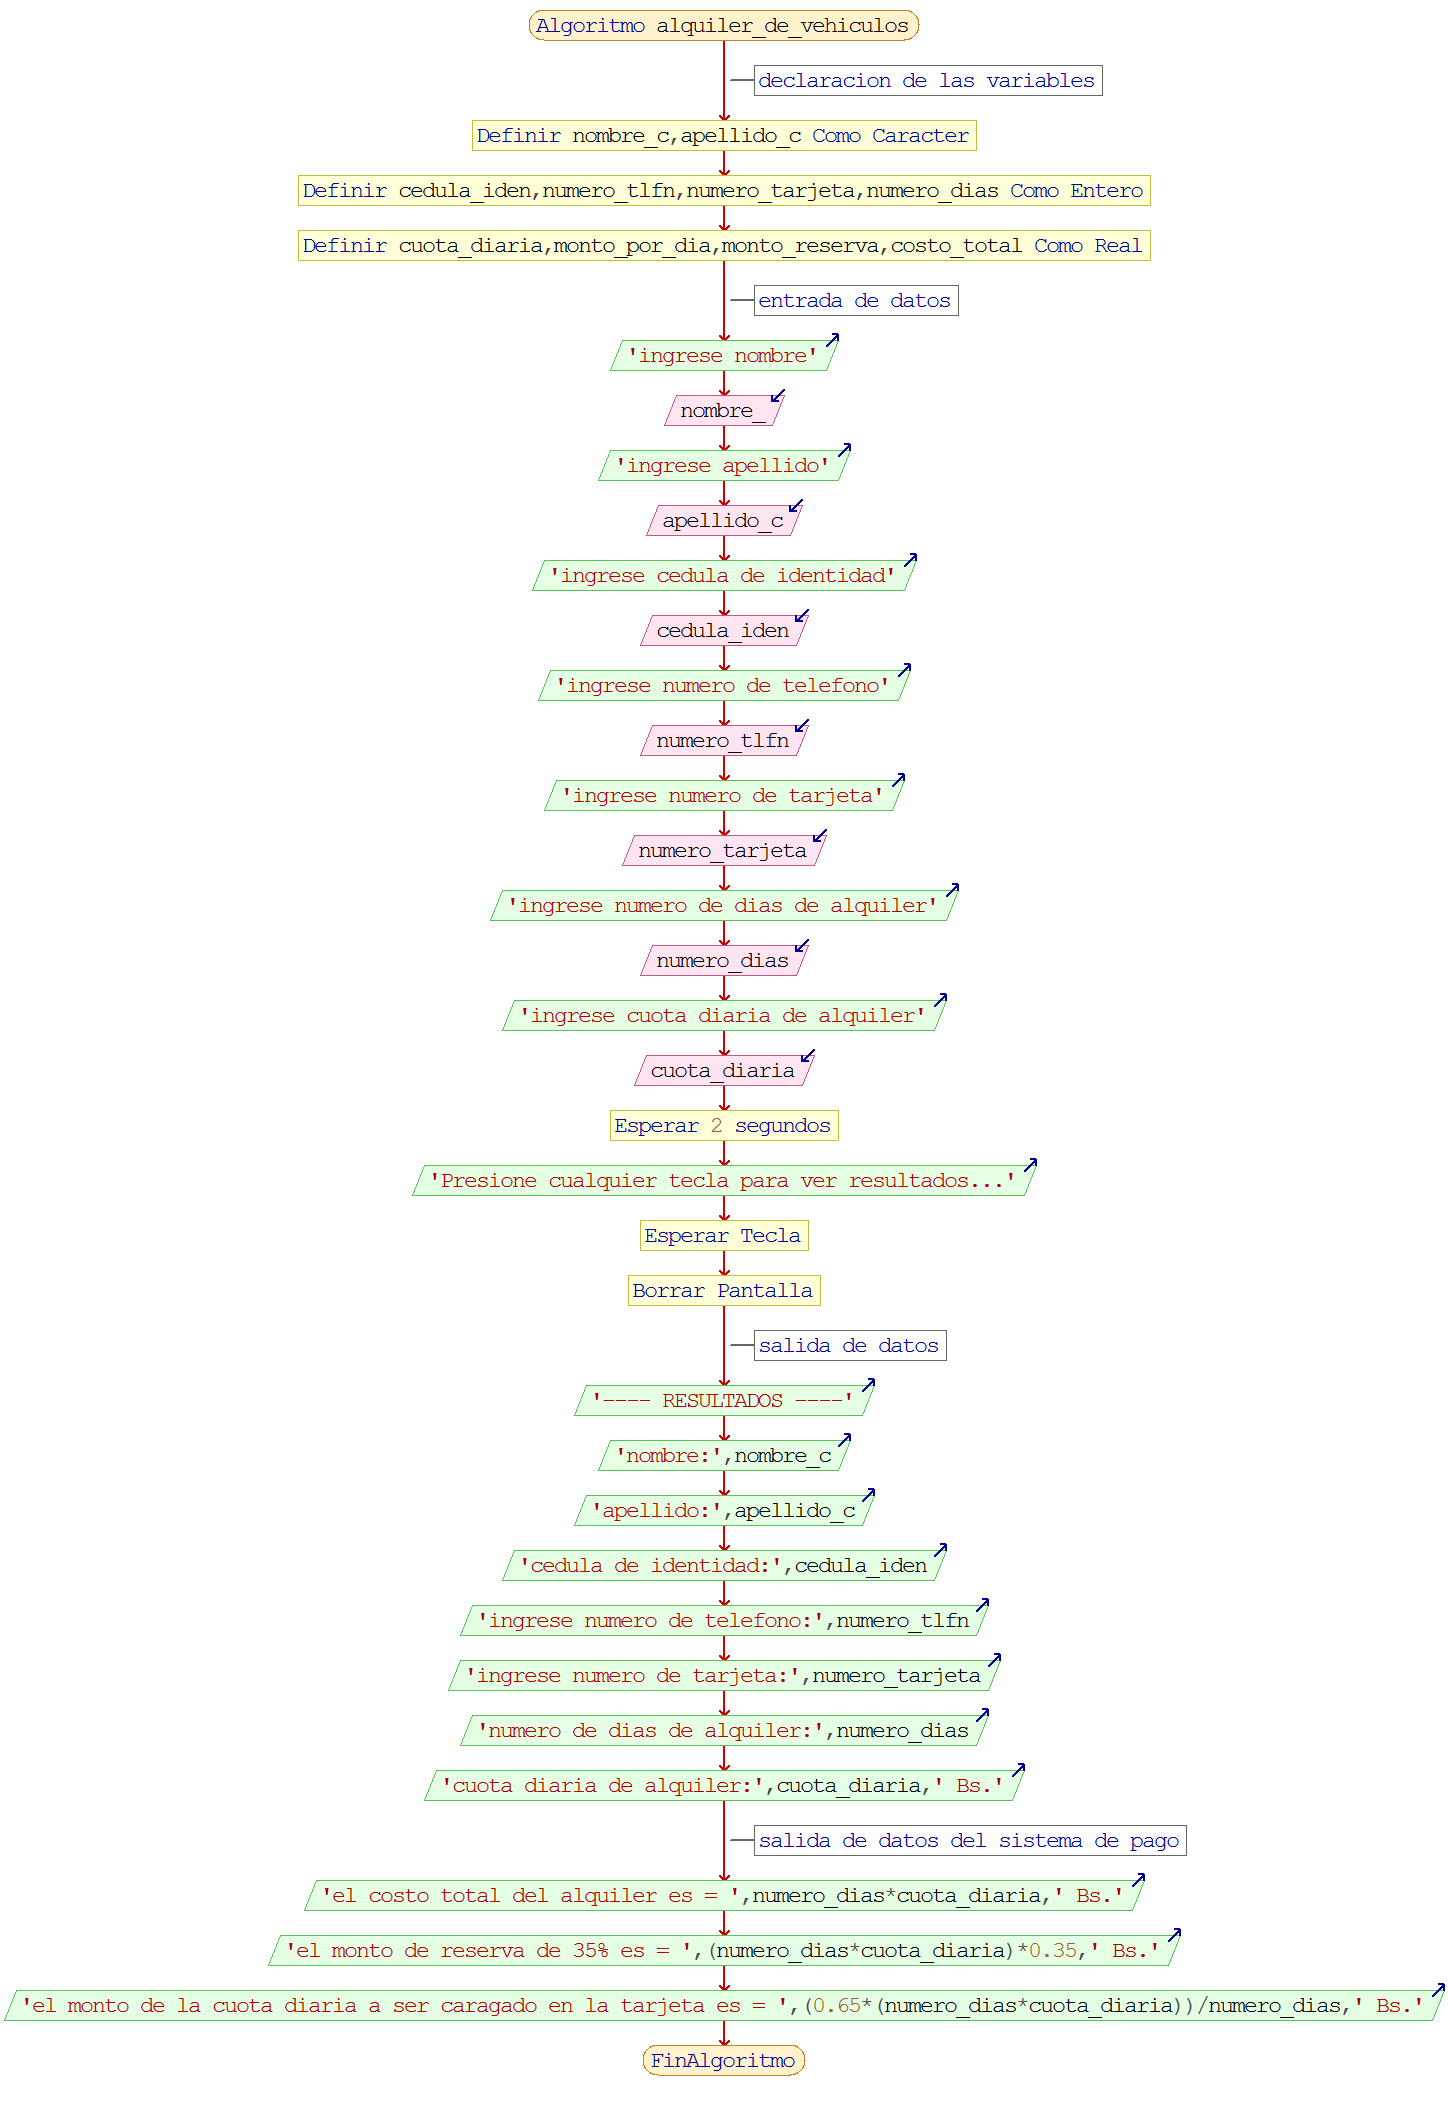 Algoritmo alquiler_de_vehiculos
declaracion de las variables
Definir nombre_c,apellido_c Como Caracter
Definir cedula_iden,numero_tlfn,numero_tarjeta,numero_dias Como Entero
Definir cuota_diaria,monto_por_dia,monto_reserva,costo_total Como Real
entrada de datos
'ingrese nombre'
nombre_
'ingrese apellido'
apellido_c
'ingrese cedula de identidad'
cedula_iden
'ingrese numero de telefono'
numero_tlfn
'ingrese numero de tarjeta'
numero_tarjeta
'ingrese numero de dias de alquiler'
numero_dias
'ingrese cuota diaria de alquiler'
cuota_diaria
Esperar 2 segundos
'Presione cualquier tecla para ver resultados...'
Esperar Tecla
Borrar Pantalla
salida de datos
'---- RESULTADOS ----'
'nombre:',nombre_c
'apellido:',apellido_c
'cedula de identidad:',cedula_iden
'ingrese numero de telefono:',numero_tlfn
'ingrese numero de tarjeta:',numero_tarjeta
'numero de dias de alquiler:',numero_dias
'cuota diaria de alquiler:',cuota_diaria,' Bs.'
salida de datos del sistema de pago
'el costo total del alquiler es = ',numero_dias*cuota_diaria,' Bs.'
'el monto de reserva de 35% es = ',(numero_dias*cuota_diaria)*0.35,' Bs.'
'el monto de la cuota diaria a ser caragado en la tarjeta es = ',(0.65*(numero_dias*cuota_diaria))/numero_dias,' Bs.'
FinAlgoritmo